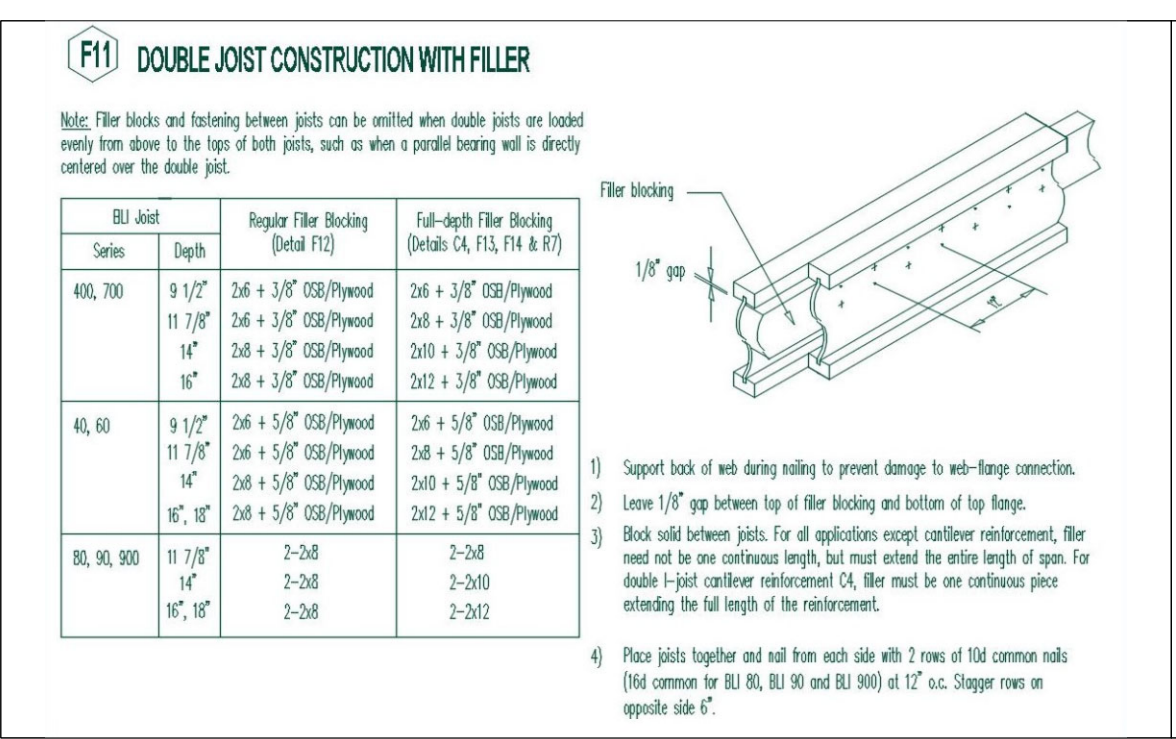 F11 DOUBLE JOIST CONSTRUCTION WITH FILLER
Note: Filler blocks and fastening between joists can be omitted when double joists are loaded
evenly from above to the tops of both joists, such as when a parallel bearing wall is directly
centered over the double joist.
BLI Joist
Series Depth
Regular Filler Blocking
(Detail F12)
Full-depth Filler Blocking
(Details C4, F13, F14 & R7)
400, 700 9 1/2" 2x6 + 3/8" OSB/Plywood 2x6 + 3/8" OSB/Plywood
11 7/8" 2x6 + 3/8" OSB/Plywood 2x8 + 3/8" OSB/Plywood
14" 2x8 + 3/8" OSB/Plywood 2x10 + 3/8" OSB/Plywood
16" 2x8 + 3/8" OSB/Plywood 2x12 + 3/8" OSB/Plywood
40, 60 9 1/2" 2x6 + 5/8" OSB/Plywood 2x6 + 5/8" OSB/Plywood
11 7/8" 2x6 + 5/8" OSB/Plywood 2x8 + 5/8" OSB/Plywood
14" 2x8 + 5/8" OSB/Plywood 2x10 + 5/8" OSB/Plywood
16", 18" 2x8 + 5/8" OSB/Plywood 2x12 + 5/8" OSB/Plywood
80, 90, 900 11 7/8" 2-2x8 2-2x8
14" 2-2x8 2-2x10
16", 18" 2-2x8 2-2x12
Filler blocking
1/8" gap
12"
1) Support back of web during nailing to prevent damage to web-flange connection.
2) Leave 1/8" gap between top of filler blocking and bottom of top flange.
3) Block solid between joists. For all applications except cantilever reinforcement, filler
need not be one continuous length, but must extend the entire length of span. For
double I-joist cantilever reinforcement C4, filler must be one continuous piece
extending the full length of the reinforcement.
4) Place joists together and nail from each side with 2 rows of 10d common nails
(16d common for BLI 80, BLI 90 and BLI 900) at 12" o.c. Stagger rows on
opposite side 6".